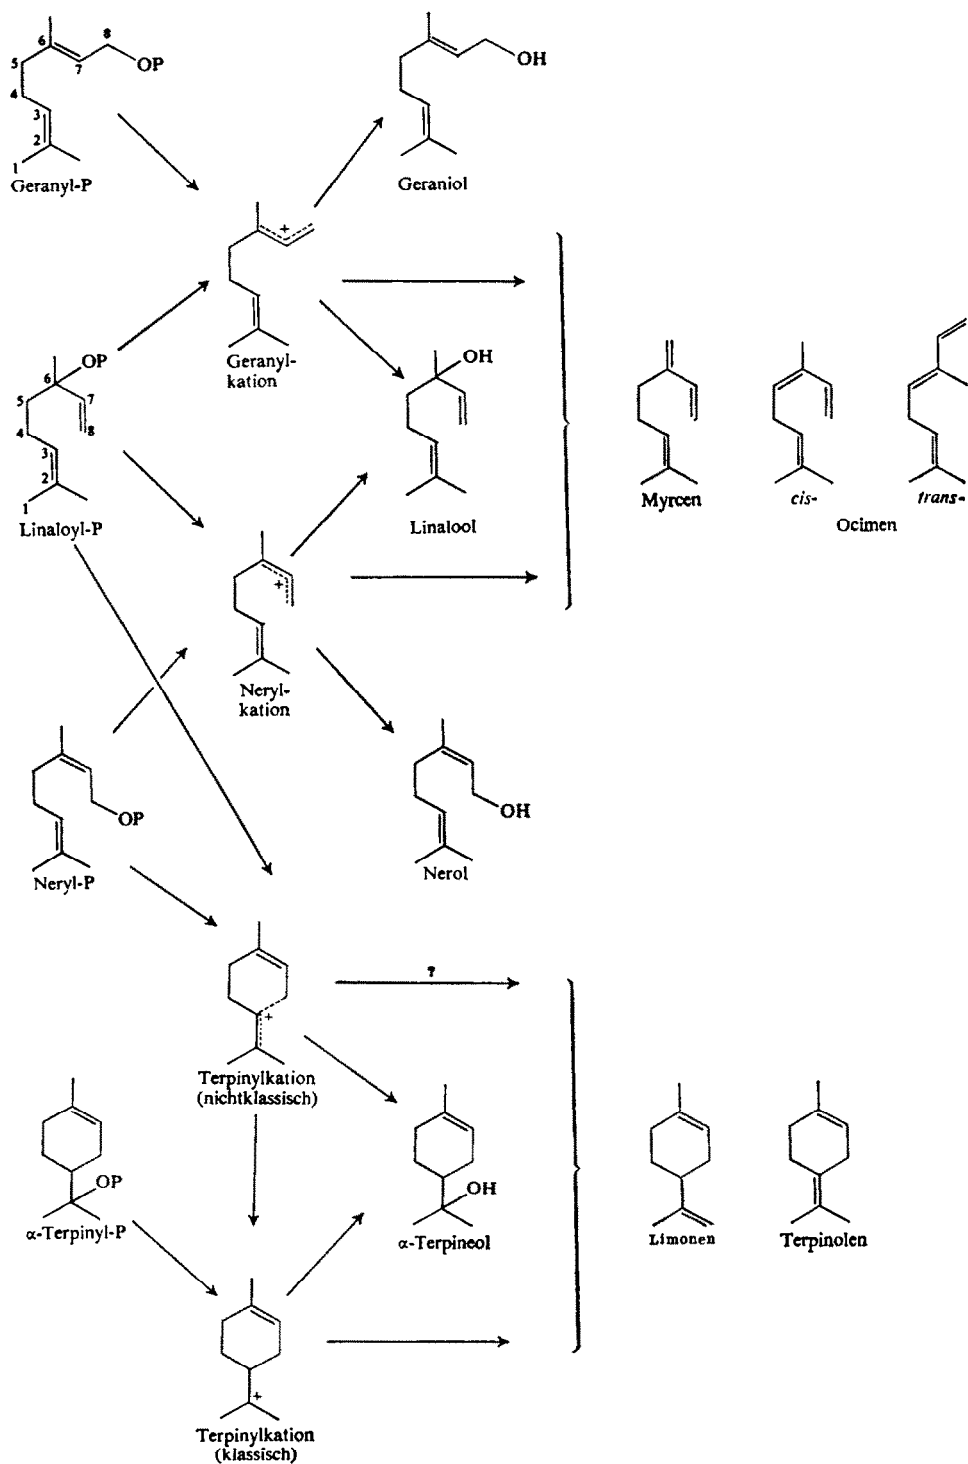 6
8
5
7
OP
4
3
2
1
Geranyl-P
OH
Geraniol
+
Geranyl-
kation
OP
6
5
7
4
8
3
2
1
Linaloyl-P
OH
Linalool
Myrcen
cis-
trans-
Ocimen
+
Neryl-
kation
OP
Neryl-P
OH
Nerol
+
Terpinylkation
(nichtklassisch)
?
OP
α-Terpinyl-P
OH
α-Terpineol
Limonen
Terpinolen
+
Terpinylkation
(klassisch)